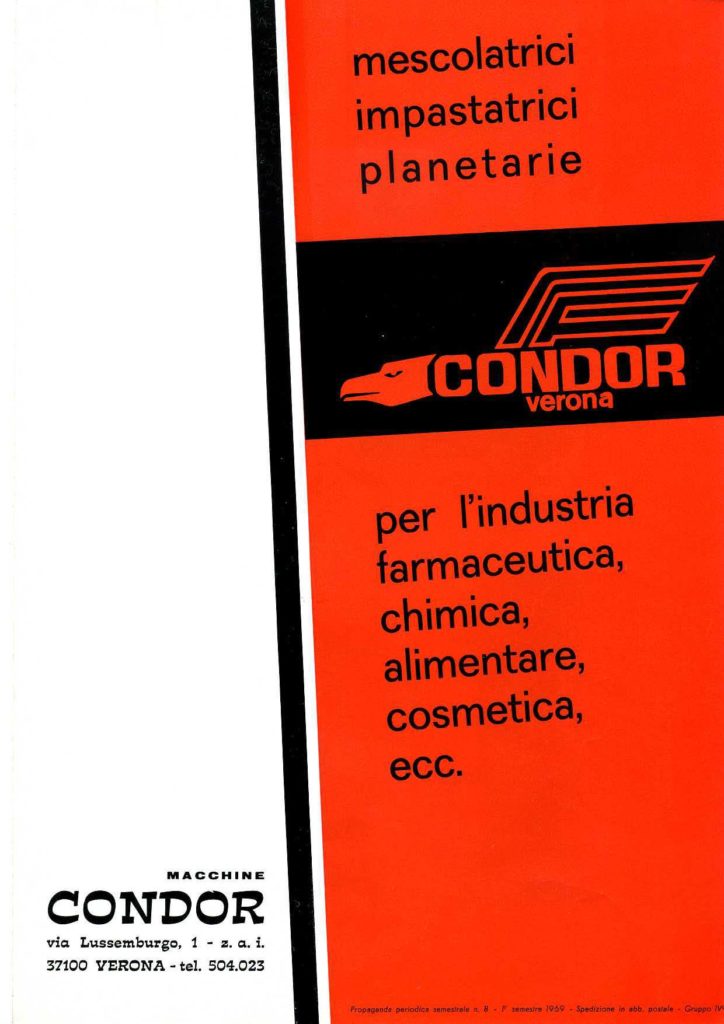 mescolatrici
impastatrici
planetarie
CONDOR
verona
per l'industria
farmaceutica,
chimica,
alimentare,
cosmetica,
ecc.
MACCHINE
CONDOR
via Lussemburgo, 1 - z. a. i.
37100 VERONA - tel. 504.023
Propaganda periodica semestrale n. 8 - 1º semestre 1969 - Spedizione in abb. postale - Gruppo IV